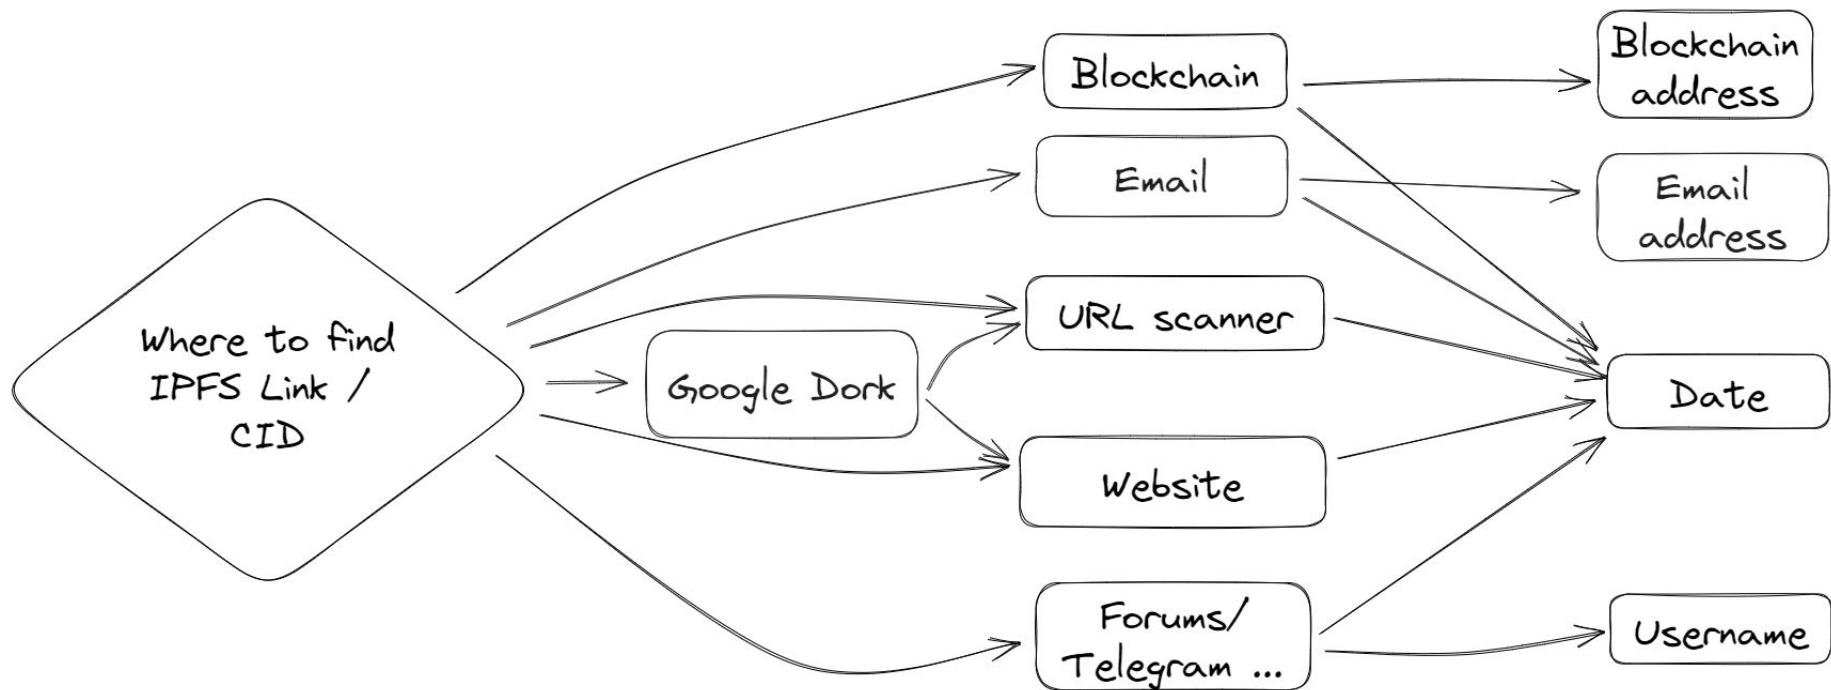 Where to find
IPFS Link /
CID
Google Dork
Blockchain
Email
URL scanner
Website
Forums/
Telegram ...
Blockchain
address
Email
address
Date
Username